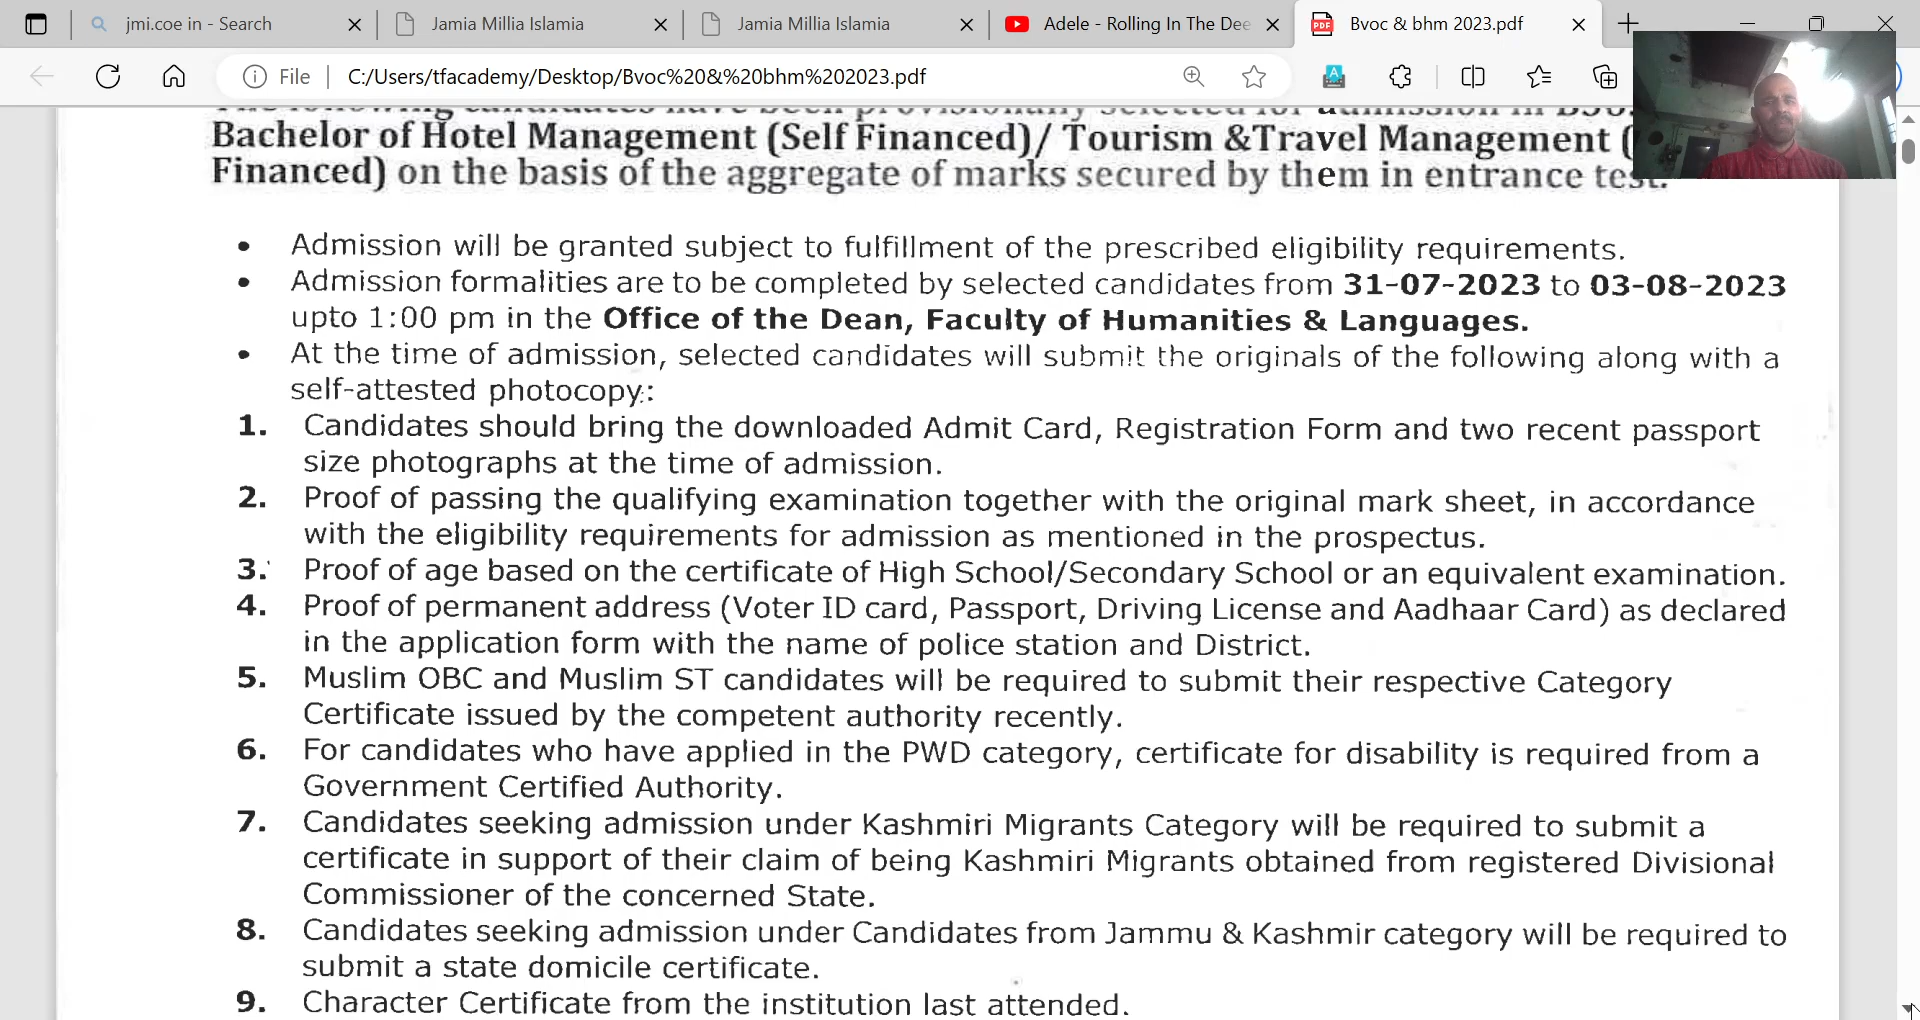 jmi.coe in - Search
Jamia Millia Islamia
Jamia Millia Islamia
Adele - Rolling In The Dee
PDF
Bvoc & bhm 2023.pdf
File
C:/Users/tfacademy/Desktop/Bvoc%20&%20bhm%202023.pdf
A
The following candidates have been provisionally selected for admission in
Bachelor of Hotel Management (Self Financed)/ Tourism &Travel Management (
Financed) on the basis of the aggregate of marks secured by them in entrance test.
• Admission will be granted subject to fulfillment of the prescribed eligibility requirements.
• Admission formalities are to be completed by selected candidates from 31-07-2023 to 03-08-2023
upto 1:00 pm in the Office of the Dean, Faculty of Humanities & Languages.
• At the time of admission, selected candidates will submit the originals of the following along with a
self-attested photocopy:
1. Candidates should bring the downloaded Admit Card, Registration Form and two recent passport
size photographs at the time of admission.
2. Proof of passing the qualifying examination together with the original mark sheet, in accordance
with the eligibility requirements for admission as mentioned in the prospectus.
3. Proof of age based on the certificate of High School/Secondary School or an equivalent examination.
4. Proof of permanent address (Voter ID card, Passport, Driving License and Aadhaar Card) as declared
in the application form with the name of police station and District.
5. Muslim OBC and Muslim ST candidates will be required to submit their respective Category
Certificate issued by the competent authority recently.
6. For candidates who have applied in the PWD category, certificate for disability is required from a
Government Certified Authority.
7. Candidates seeking admission under Kashmiri Migrants Category will be required to submit a
certificate in support of their claim of being Kashmiri Migrants obtained from registered Divisional
Commissioner of the concerned State.
8. Candidates seeking admission under Candidates from Jammu & Kashmir category will be required to
submit a state domicile certificate.
9. Character Certificate from the institution last attended.